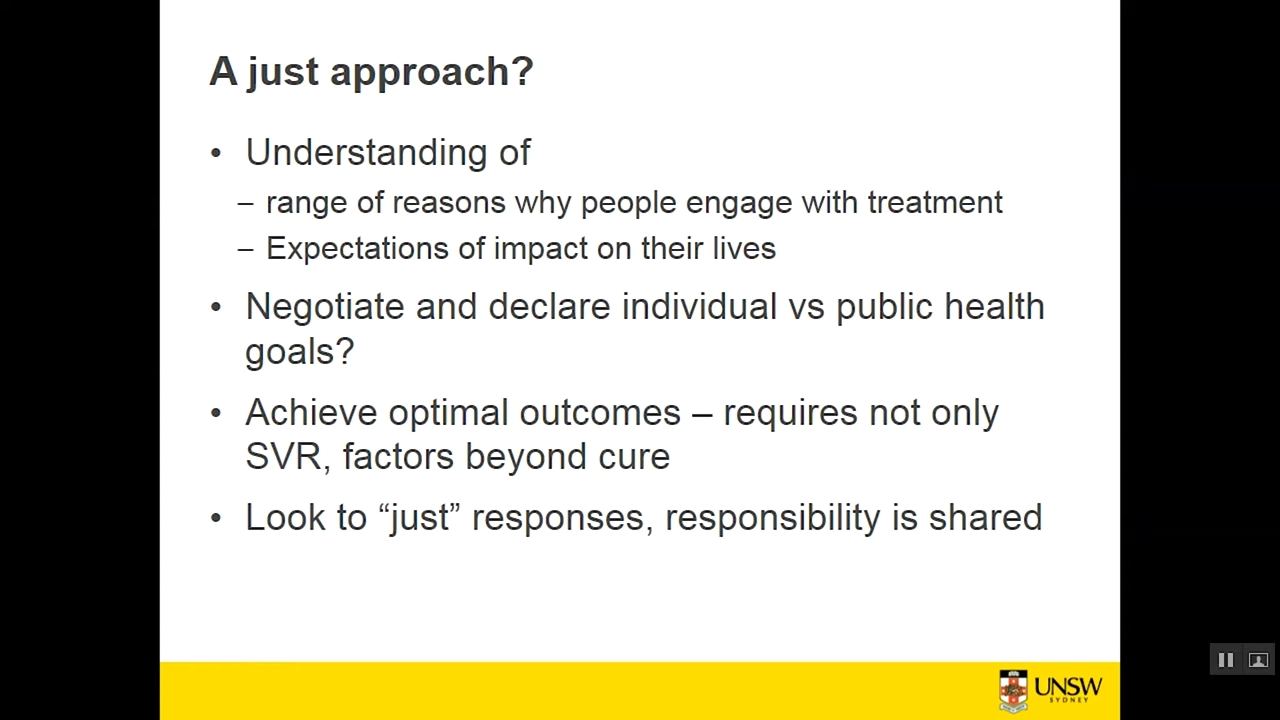 A just approach?
• Understanding of
– range of reasons why people engage with treatment
– Expectations of impact on their lives
• Negotiate and declare individual vs public health
goals?
• Achieve optimal outcomes – requires not only
SVR, factors beyond cure
• Look to “just” responses, responsibility is shared
UNSW
SYDNEY